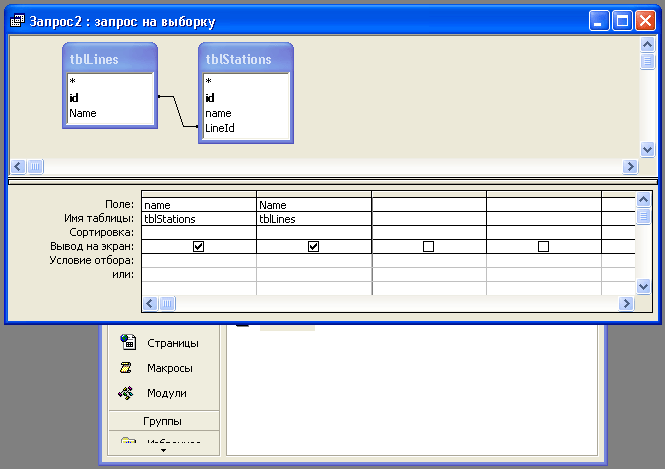 Запрос2 : запрос на выборку
tblLines
*
id
Name
tblStations
*
id
name
LineId
Поле: name Name
Имя таблицы: tblStations tblLines
Сортировка:
Вывод на экран:
Условие отбора:
или:
Страницы
Макросы
Модули
Группы
Избранное